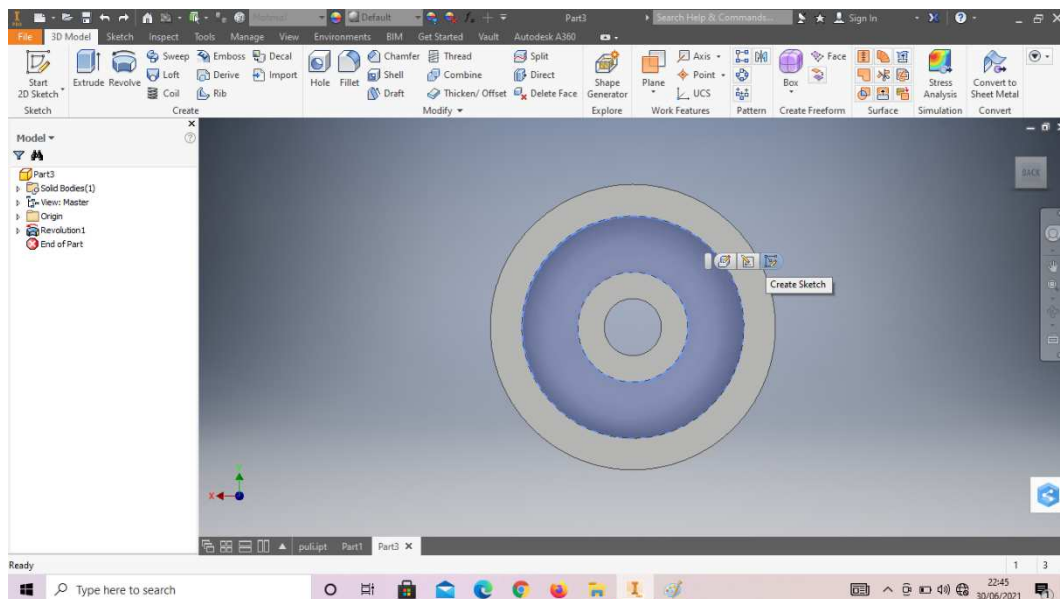 Material
Default
Part3
Search Help & Commands...
Sign In
File 3D Model Sketch Inspect Tools Manage View Environments BIM Get Started Vault Autodesk A360
Start
2D Sketch
Extrude Revolve
Sweep Emboss Decal
Loft Derive Import
Coil Rib
Hole Fillet
Chamfer Thread Split
Shell Combine Direct
Draft Thicken/ Offset Delete Face
Shape
Generator
Plane
Axis
Point
UCS
Box
Face
Stress
Analysis
Convert to
Sheet Metal
Sketch Create Modify Explore Work Features Pattern Create Freeform Surface Simulation Convert
Model
Part3
Solid Bodies(1)
View: Master
Origin
Revolution1
End of Part
BACK
Create Sketch
Y
X
puli.ipt Part1 Part3
Ready 1 3
Type here to search
22:45
30/06/2021